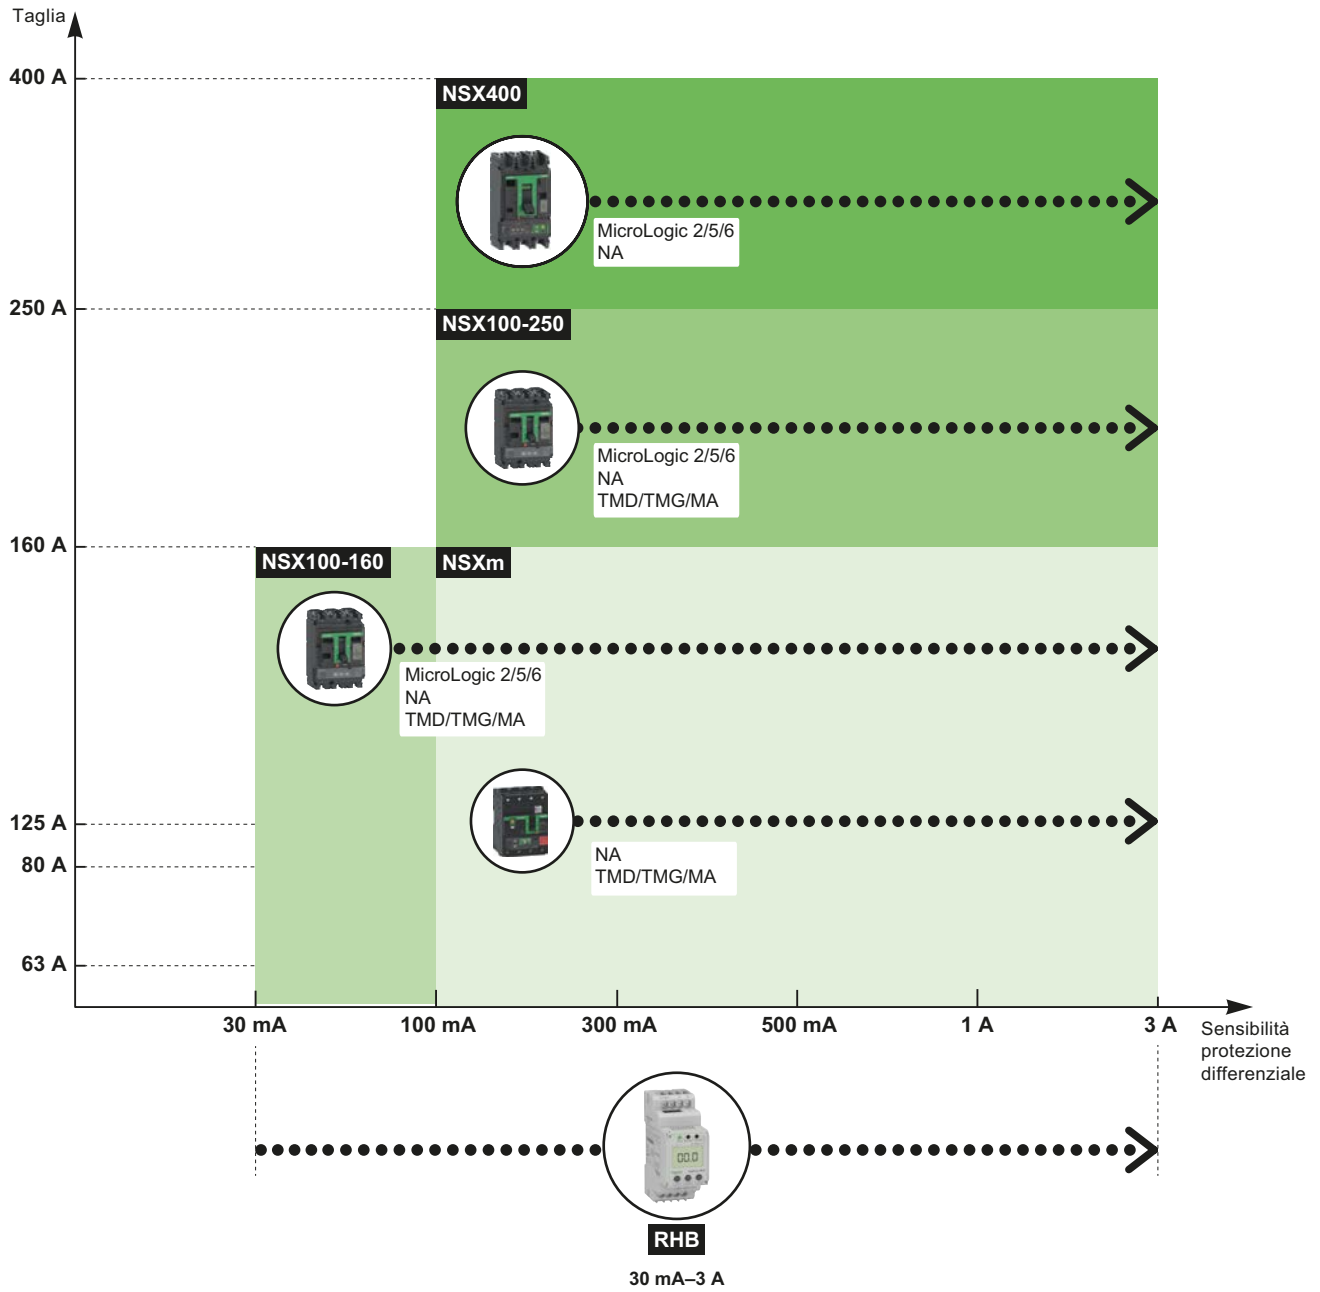 Taglia
400 A
NSX400
MicroLogic 2/5/6
NA
250 A
NSX100-250
MicroLogic 2/5/6
NA
TMD/TMG/MA
160 A
NSX100-160
NSXm
MicroLogic 2/5/6
NA
TMD/TMG/MA
125 A
NA
TMD/TMG/MA
80 A
63 A
30 mA
100 mA
300 mA
500 mA
1 A
3 A
Sensibilità
protezione
differenziale
00.0
RHB
30 mA–3 A